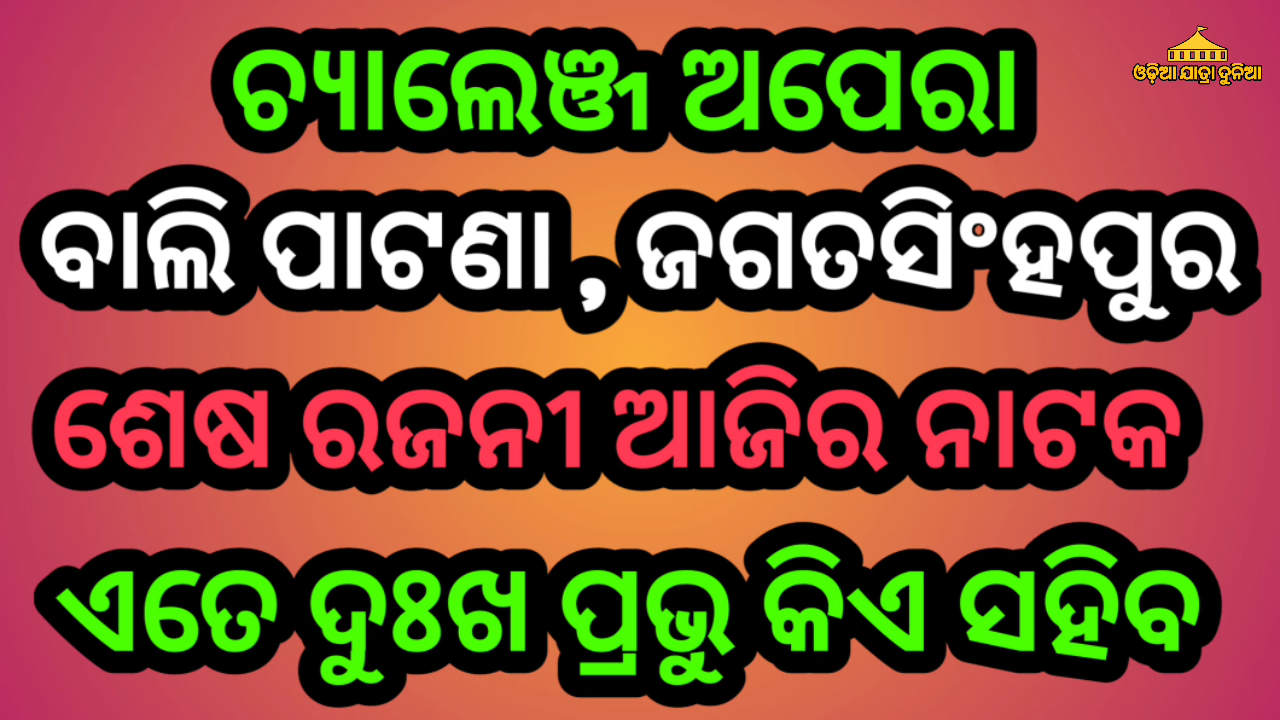 ଚ୍ୟାଲେଞ୍ଜୀ ଅପେରା
ଓଡ଼ିଆ ଯାତ୍ରା ଦୁନିଆ
ବାଲି ପାଟଣା , ଜଗତସିଂହପୁର
ଶେଷ ରଜନୀ ଆଜିର ନାଟକ
ଏତେ ଦୁଃଖ ପ୍ରଭୁ କିଏ ସହିବ